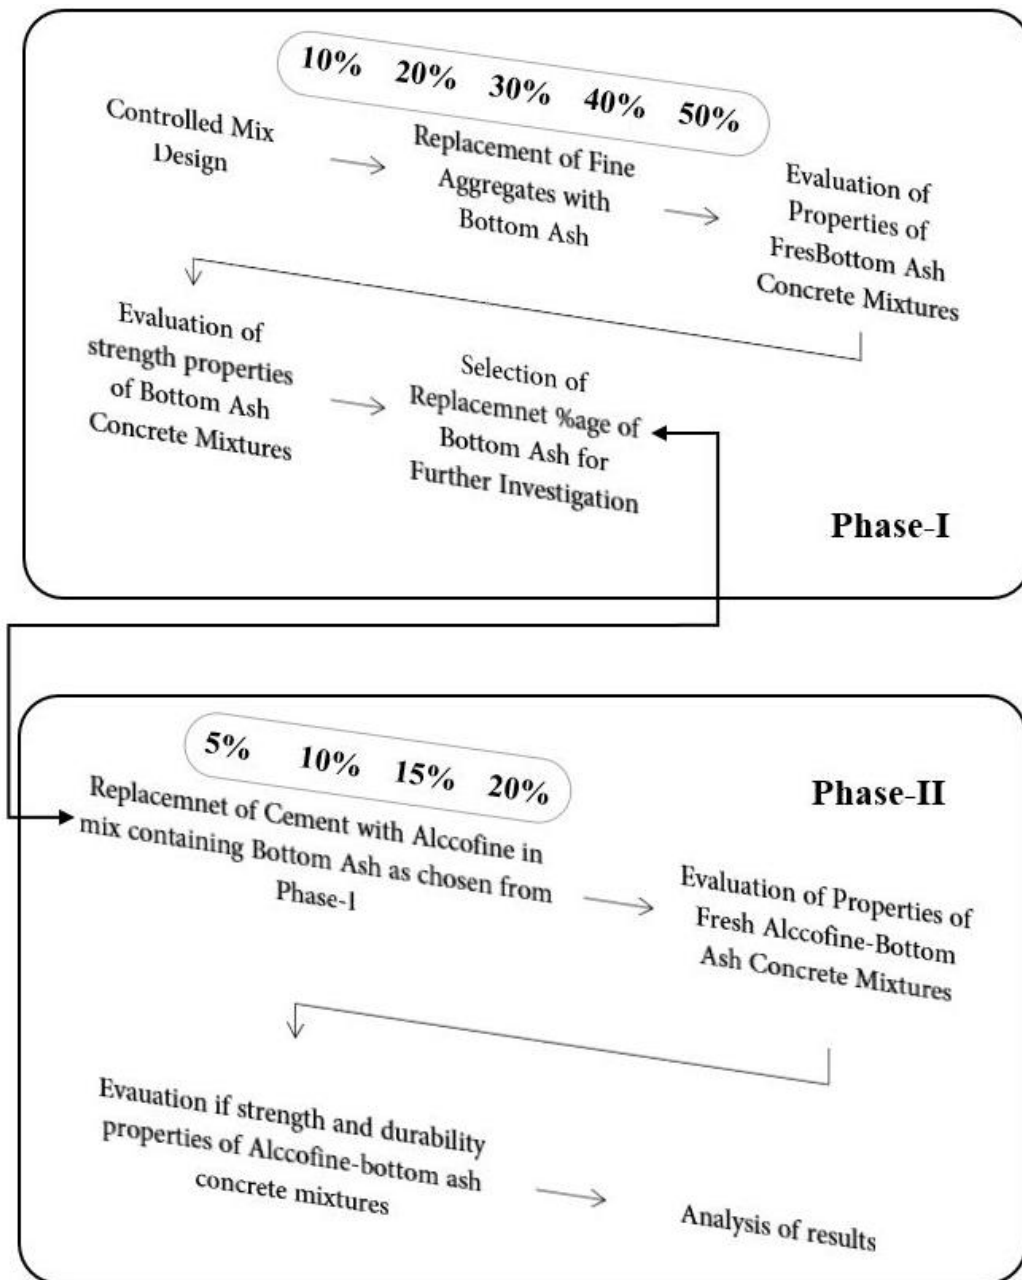 10% 20% 30% 40% 50%
Controlled Mix
Design
Replacement of Fine
Aggregates with
Bottom Ash
Evaluation of
Properties of
FresBottom Ash
Concrete Mixtures
Evaluation of
strength properties
of Bottom Ash
Concrete Mixtures
Selection of
Replacemnet %age of
Bottom Ash for
Further Investigation
Phase-I
5% 10% 15% 20%
Phase-II
Replacemnet of Cement with Alccofine in
mix containing Bottom Ash as chosen from
Phase-I
Evaluation of Properties of
Fresh Alccofine-Bottom
Ash Concrete Mixtures
Evauation if strength and durability
properties of Alccofine-bottom ash
concrete mixtures
Analysis of results